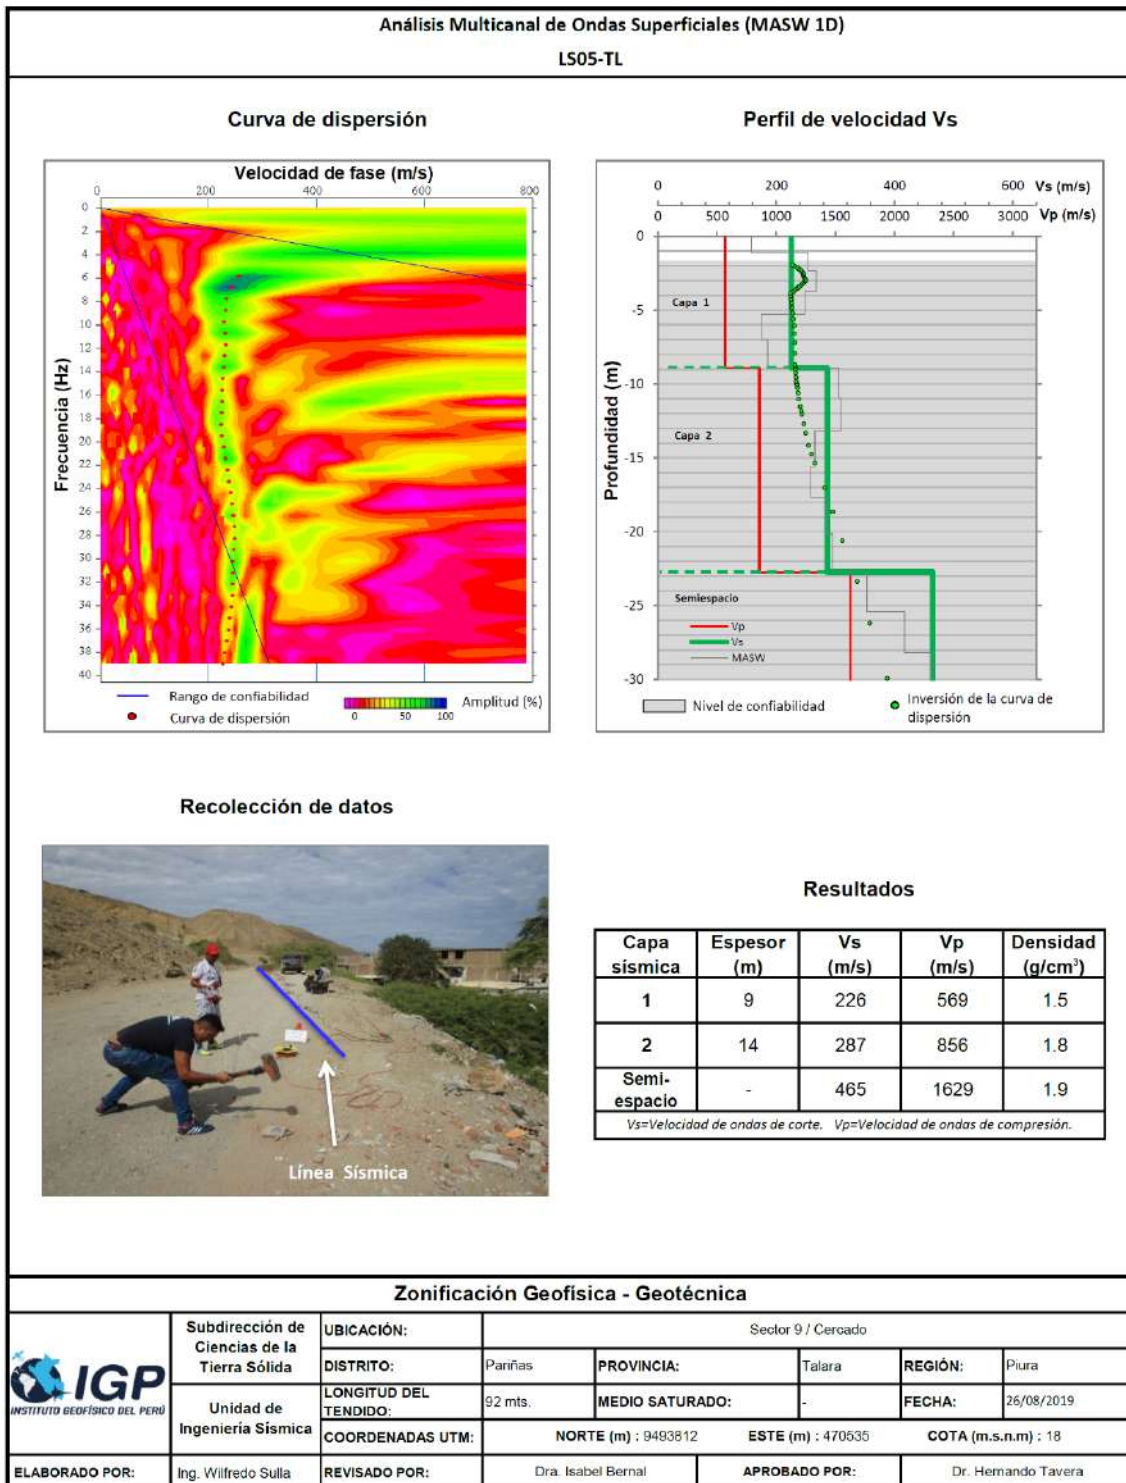 Análisis Multicanal de Ondas Superficiales (MASW 1D)
LS05-TL
Curva de dispersión
Velocidad de fase (m/s)
0 200 400 600 800
Frecuencia (Hz)
0
2
4
6
8
10
12
14
16
18
20
22
24
26
28
30
32
34
36
38
40
Rango de confiabilidad
Curva de dispersión
Amplitud (%)
0 50 100
Perfil de velocidad Vs
0 200 400 600 Vs (m/s)
0 500 1000 1500 2000 2500 3000 Vp (m/s)
Profundidad (m)
0
-5
-10
-15
-20
-25
-30
Capa 1
Capa 2
Semiespacio
Vp
Vs
MASW
Nivel de confiabilidad
Inversión de la curva de
dispersión
Recolección de datos
Línea Sísmica
Resultados
Capa sísmica Espesor (m) Vs (m/s) Vp (m/s) Densidad (g/cm³)
1 9 226 569 1.5
2 14 287 856 1.8
Semi-espacio - 465 1629 1.9
Vs=Velocidad de ondas de corte. Vp=Velocidad de ondas de compresión.
Zonificación Geofísica - Geotécnica
IGP
INSTITUTO GEOFÍSICO DEL PERÚ
Subdirección de
Ciencias de la
Tierra Sólida
Unidad de
Ingeniería Sísmica
UBICACIÓN: Sector 9 / Cercado
DISTRITO: Pariñas PROVINCIA: Talara REGIÓN: Piura
LONGITUD DEL TENDIDO: 92 mts. MEDIO SATURADO: - FECHA: 26/08/2019
COORDENADAS UTM: NORTE (m) : 9493812 ESTE (m) : 470535 COTA (m.s.n.m) : 18
ELABORADO POR: Ing. Wilfredo Sulla REVISADO POR: Dra. Isabel Bernal APROBADO POR: Dr. Hernando Tavera